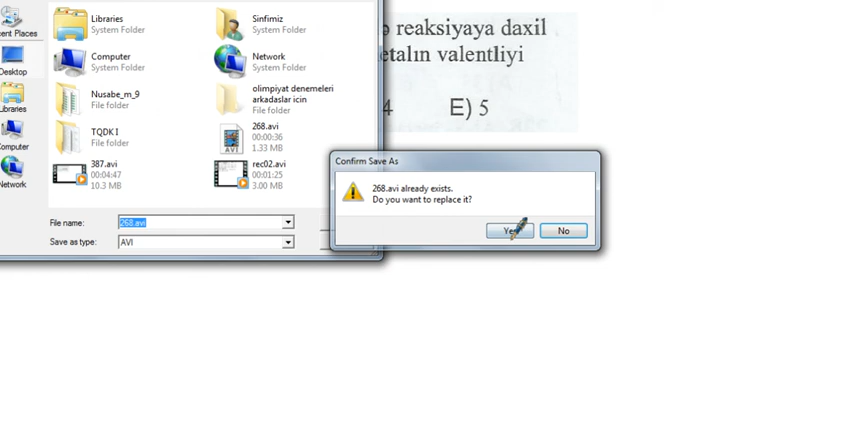 Recent Places
Desktop
Libraries
Computer
Network
Libraries
System Folder
Sinfimiz
System Folder
Computer
System Folder
Network
System Folder
Nusabe_m_9
File folder
olimpiyat denemeleri
arkadaslar icin
File folder
TQDK I
File folder
268.avi
00:00:36
1.33 MB
387.avi
00:04:47
10.3 MB
rec02.avi
00:01:25
3.00 MB
File name:
268.avi
Save as type:
AVI
reaksiyaya daxil
valentliyi
4
E) 5
Confirm Save As
268.avi already exists.
Do you want to replace it?
Yes
No